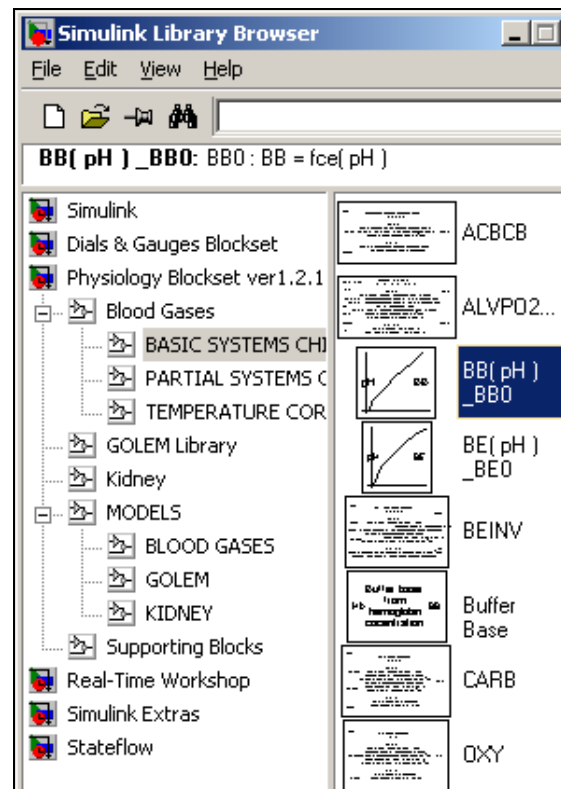 Simulink Library Browser
File Edit View Help
BB( pH ) _BB0: BB0 : BB = fce( pH )
Simulink
Dials & Gauges Blockset
Physiology Blockset ver1.2.1
Blood Gases
BASIC SYSTEMS CHI
PARTIAL SYSTEMS C
TEMPERATURE COR
GOLEM Library
Kidney
MODELS
BLOOD GASES
GOLEM
KIDNEY
Supporting Blocks
Real-Time Workshop
Simulink Extras
Stateflow
ACBCB
ALVPO2...
pH BB
BB( pH )
_BB0
BE( pH )
_BE0
BEINV
Buffer base
from
Hb hemoglobin BB
concentration
Buffer
Base
CARB
OXY